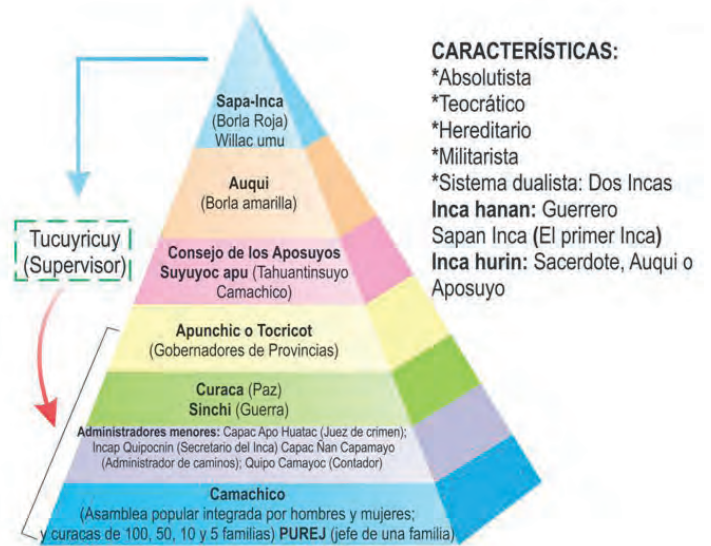 Sapa-Inca
(Borla Roja)
Willac umu
Auqui
(Borla amarilla)
Consejo de los Aposuyos
Suyuyoc apu (Tahuantinsuyo
Camachico)
Apunchic o Tocricot
(Gobernadores de Provincias)
Curaca (Paz)
Sinchi (Guerra)
Administradores menores: Capac Apo Huatac (Juez de crimen);
Incap Quipocnin (Secretario del Inca) Capac Ñan Capamayo
(Administrador de caminos); Quipo Camayoc (Contador)
Camachico
(Asamblea popular integrada por hombres y mujeres;
y curacas de 100, 50, 10 y 5 familias) PUREJ (jefe de una familia)
Tucuyricuy
(Supervisor)
CARACTERÍSTICAS:
*Absolutista
*Teocrático
*Hereditario
*Militarista
*Sistema dualista: Dos Incas
Inca hanan: Guerrero
Sapan Inca (El primer Inca)
Inca hurin: Sacerdote, Auqui o
Aposuyo